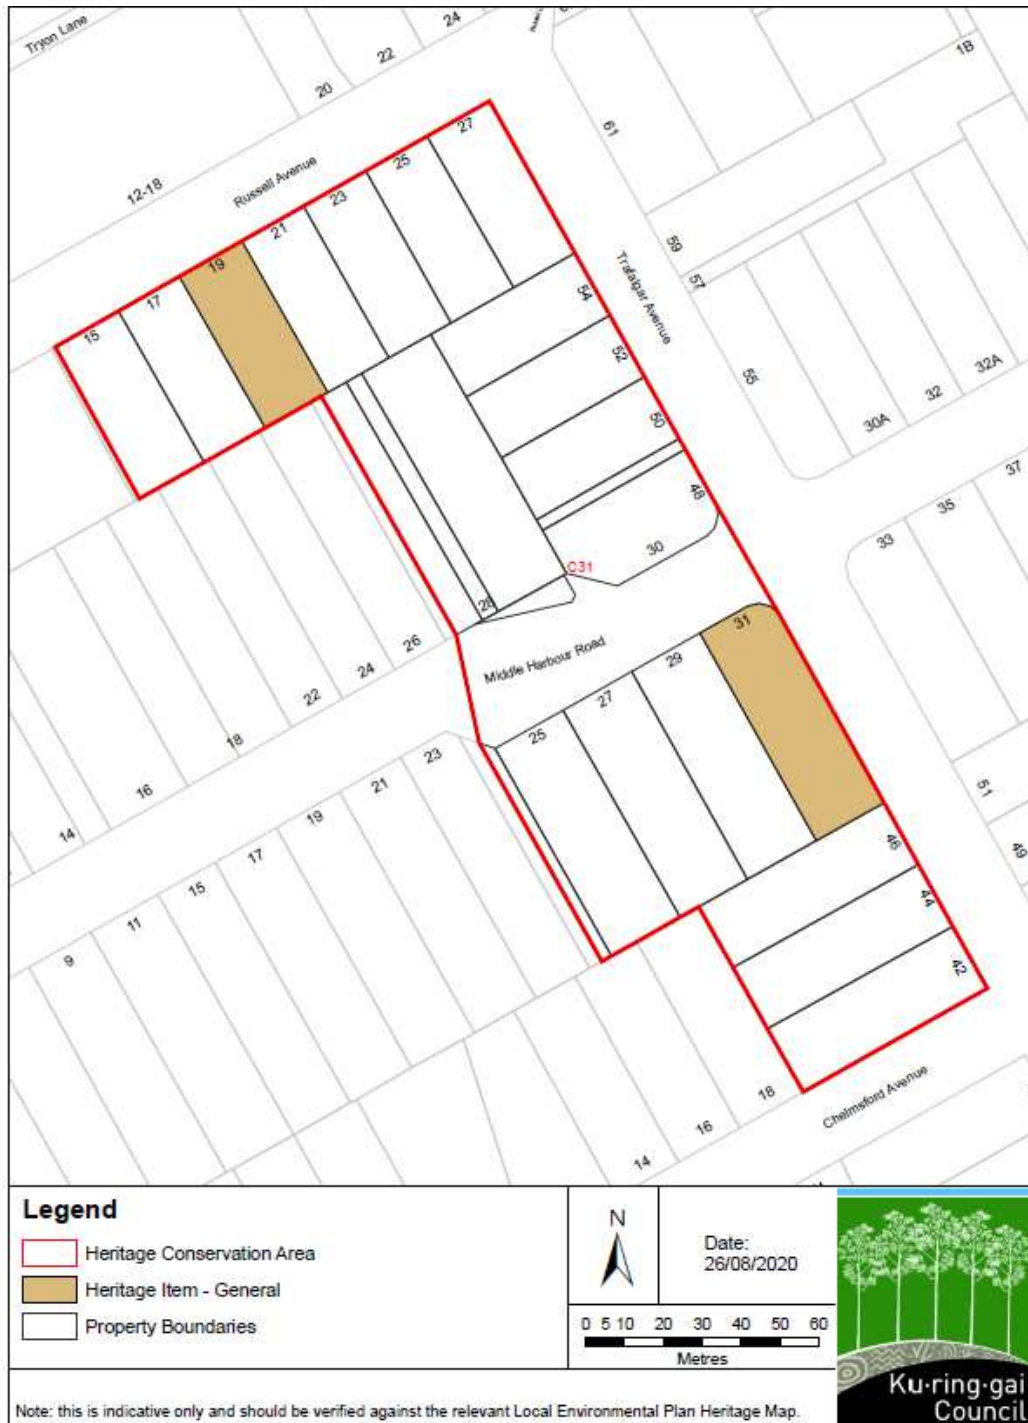 Tryon Lane
24
22
20
1B
27
61
25
Russell Avenue
12-18
23
21
19
17
15
59
57
Trafalgar Avenue
54
52
55
32A
32
30A
50
37
35
33
48
30
C31
28
26
24
22
18
16
14
Middle Harbour Road
31
29
27
25
23
21
19
17
15
11
9
51
49
46
44
42
18
16
14
Chelmsford Avenue
Legend
Heritage Conservation Area
Heritage Item - General
Property Boundaries
N
Date:
26/08/2020
0 5 10 20 30 40 50 60
Metres
Ku·ring·gai
Council
Note: this is indicative only and should be verified against the relevant Local Environmental Plan Heritage Map.